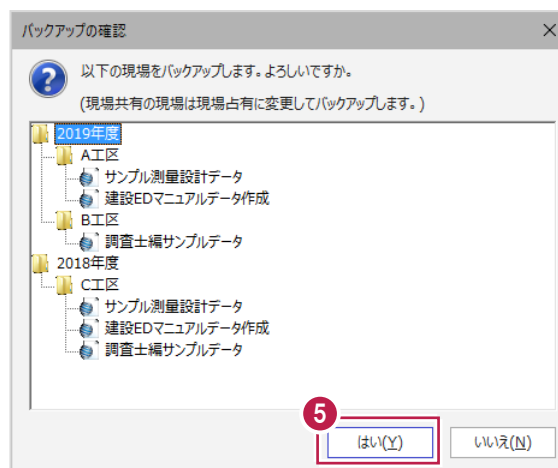 バックアップの確認
以下の現場をバックアップします。よろしいですか。
(現場共有の現場は現場占有に変更してバックアップします。)
2019年度
A工区
サンプル測量設計データ
建設EDマニュアルデータ作成
B工区
調査士編サンプルデータ
2018年度
C工区
サンプル測量設計データ
建設EDマニュアルデータ作成
調査士編サンプルデータ
5
はい(Y) いいえ(N)